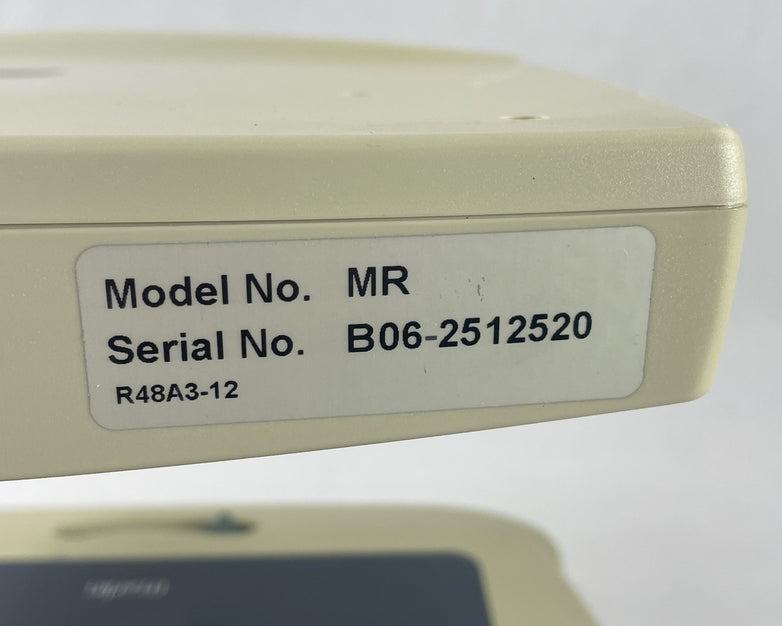 Model No. MR
Serial No. B06-2512520
R48A3-12